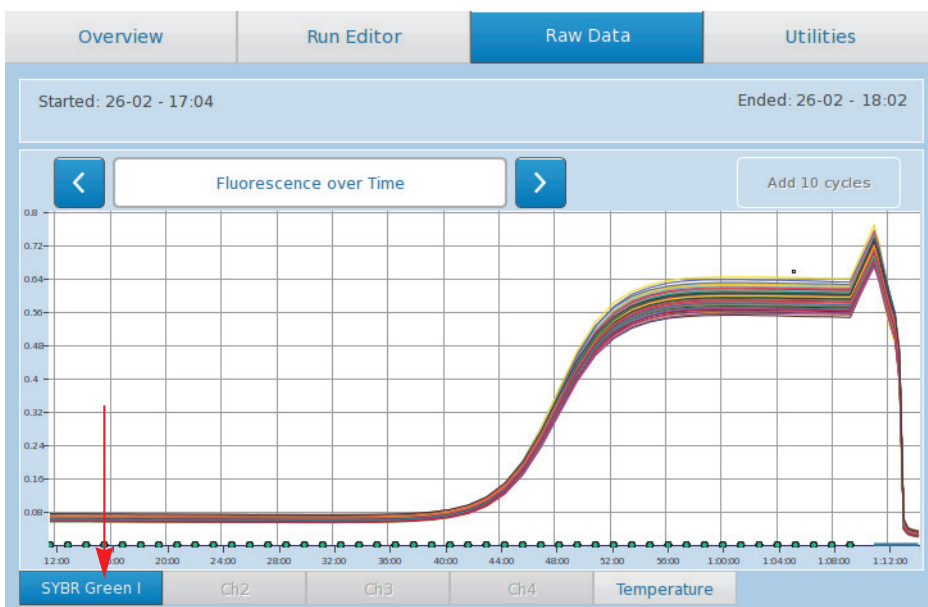 Overview Run Editor Raw Data Utilities
Started: 26-02 - 17:04 Ended: 26-02 - 18:02
Fluorescence over Time Add 10 cycles
0.8
0.72
0.64
0.56
0.48
0.4
0.32
0.24
0.16
0.08
12:00 20:00 24:00 28:00 32:00 36:00 40:00 44:00 48:00 52:00 56:00 1:00:00 1:04:00 1:08:00 1:12:00
SYBR Green I Ch2 Ch3 Ch4 Temperature